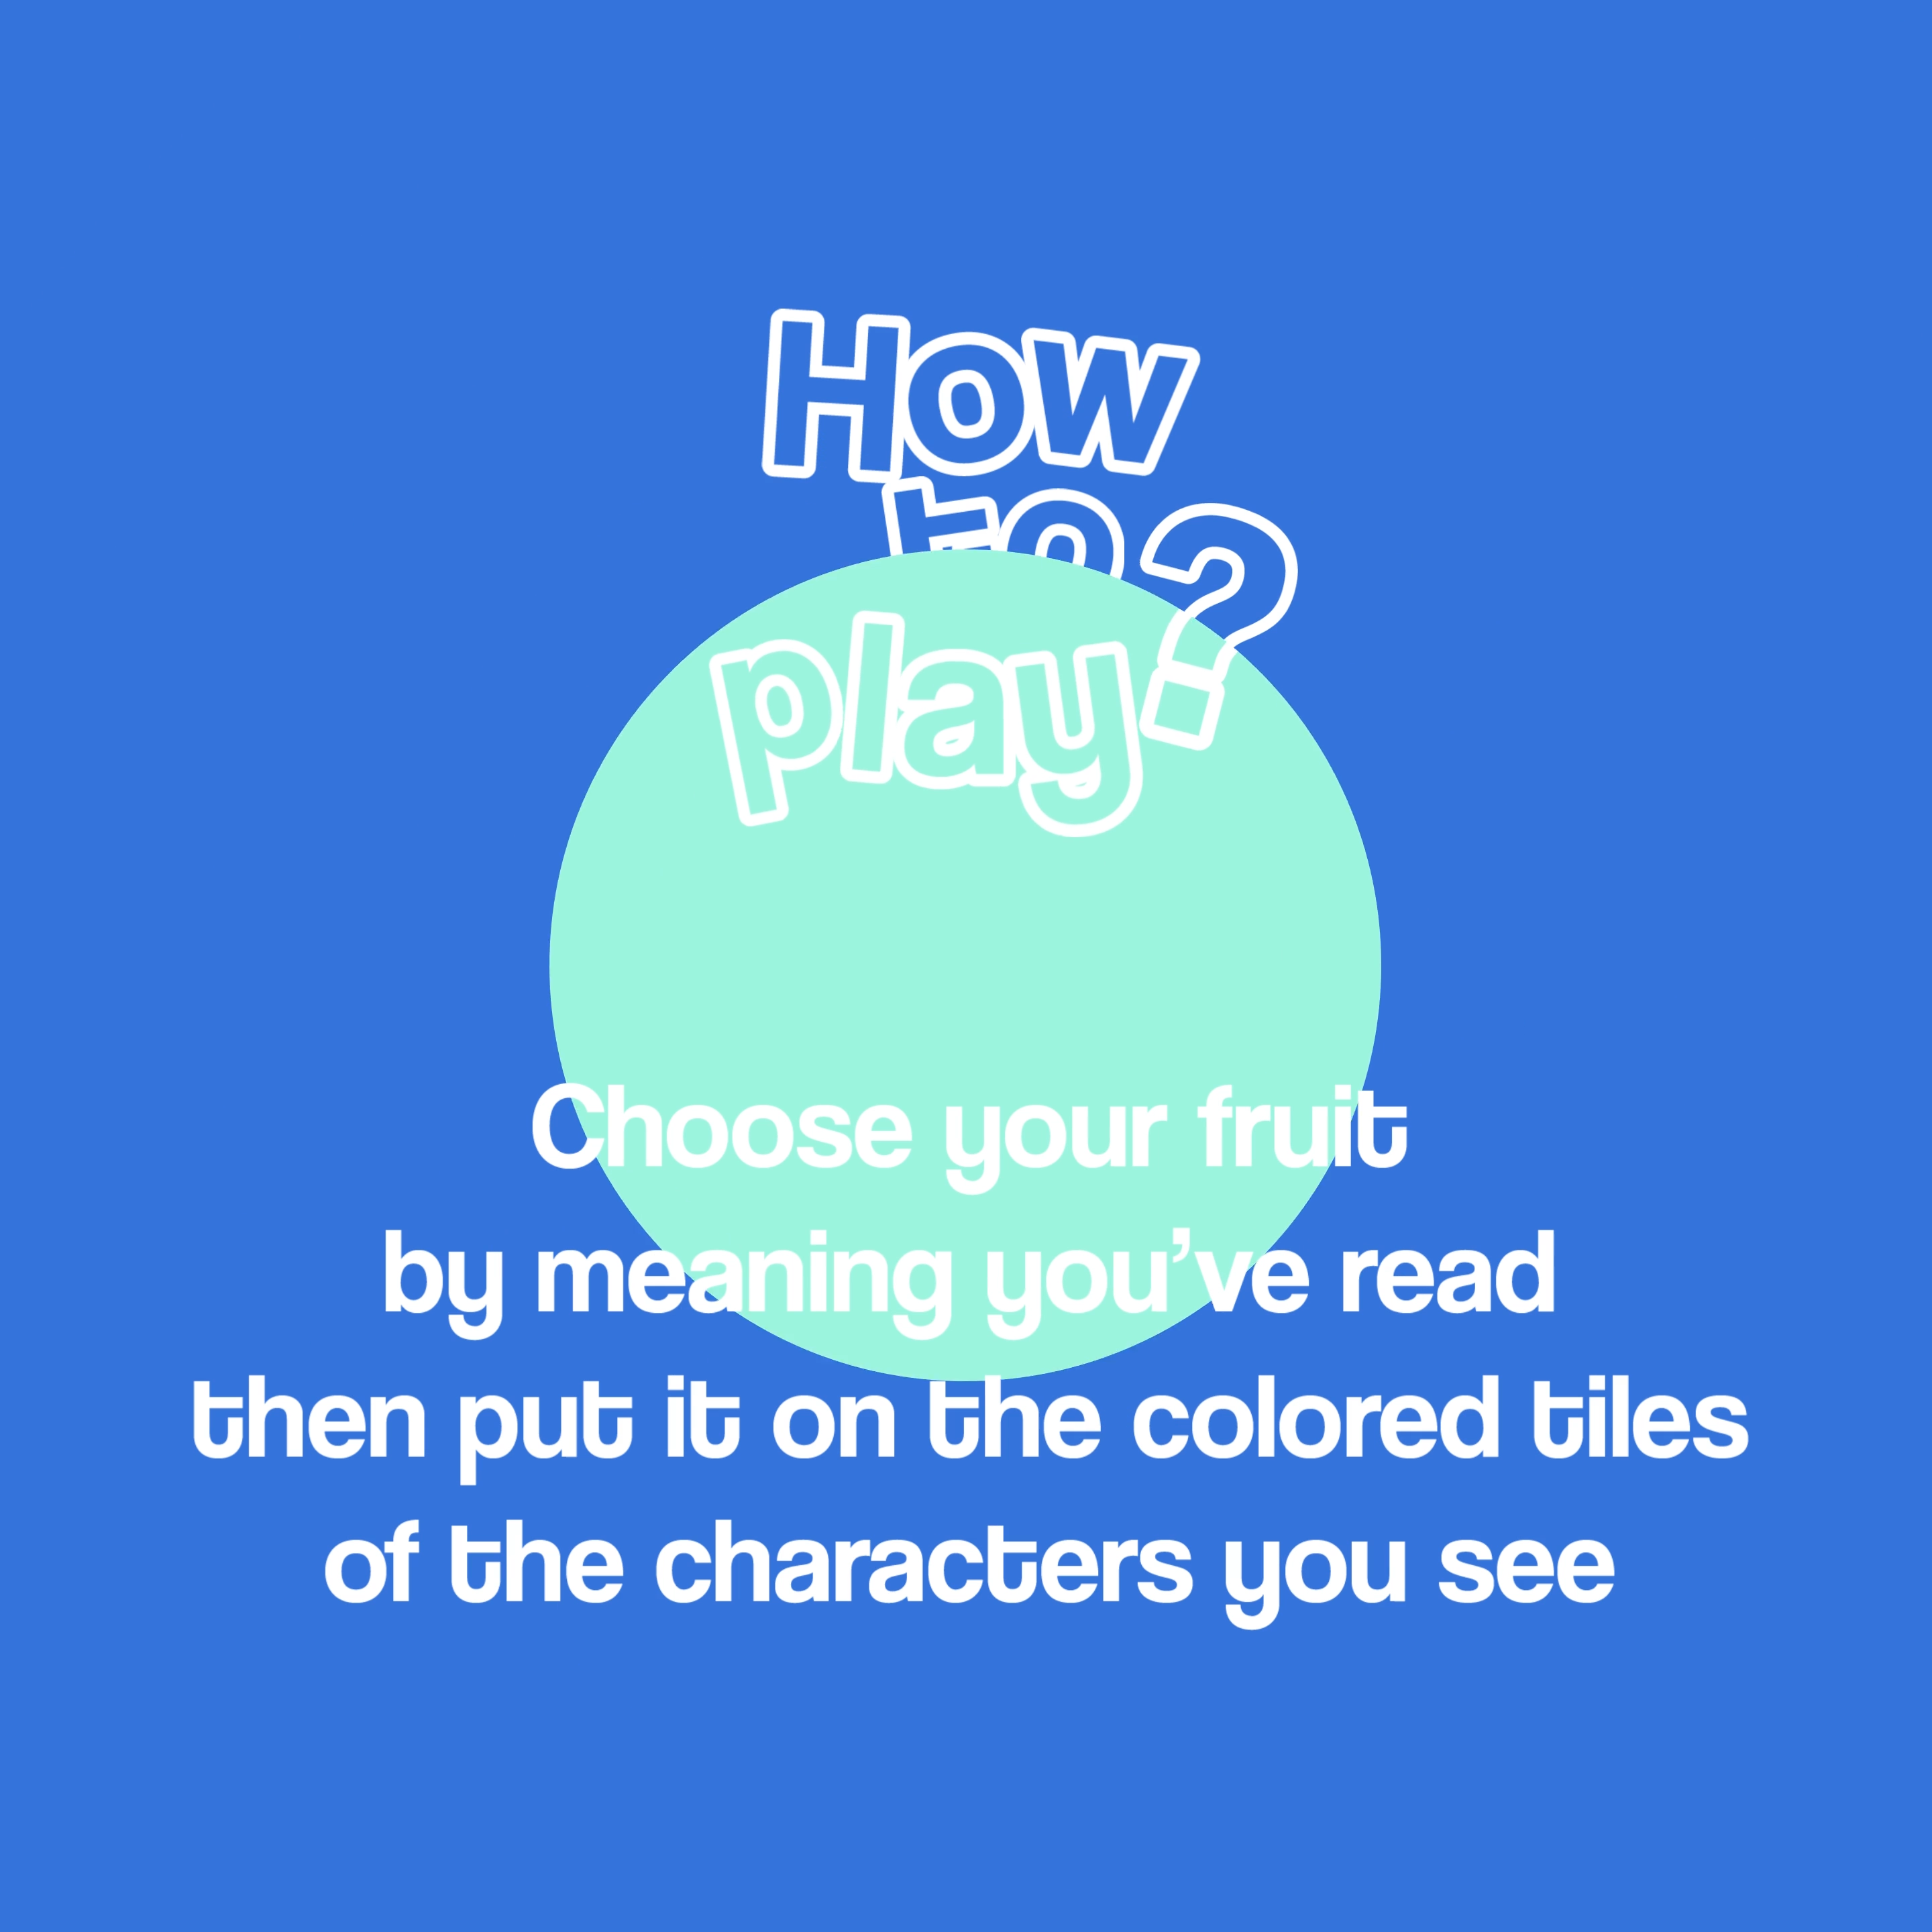 How
to
play?
Choose your fruit
by meaning you’ve read
then put it on the colored tiles
of the characters you see